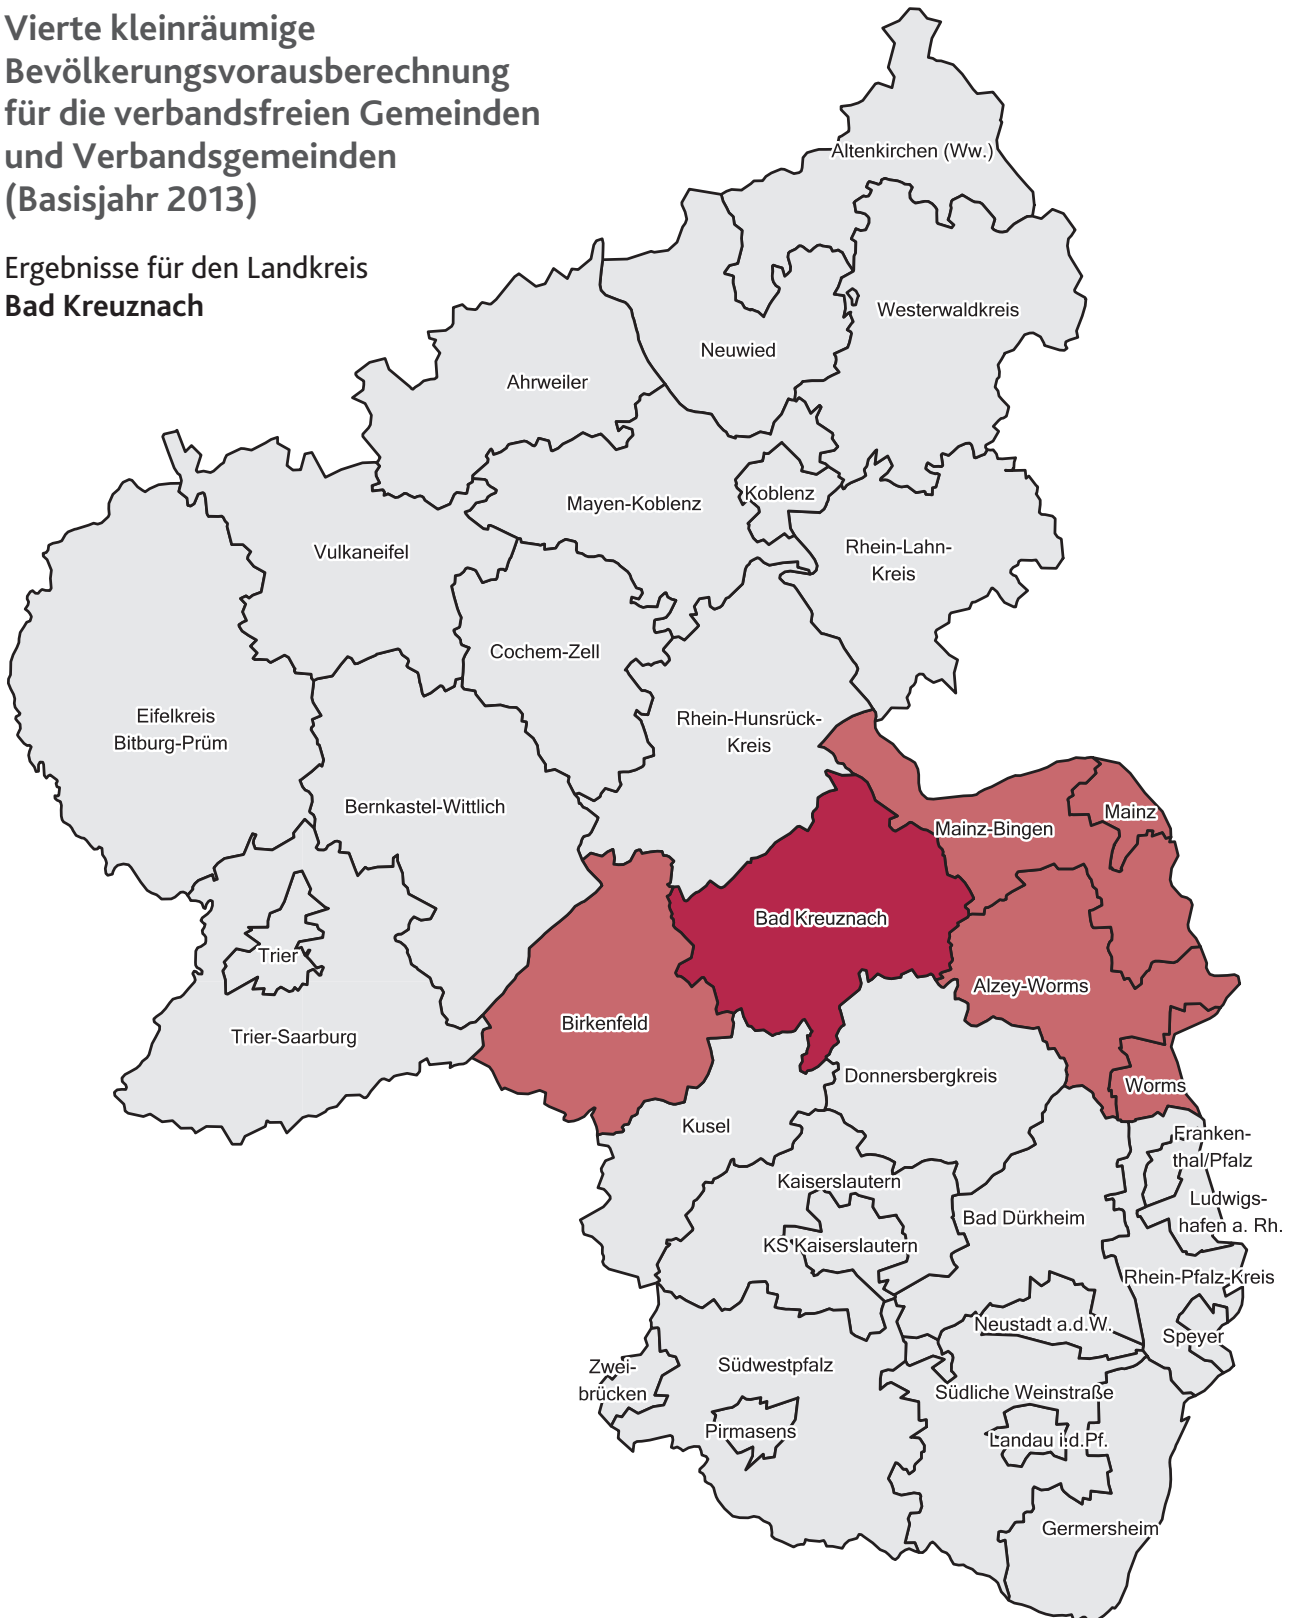 Vierte kleinräumige
Bevölkerungsvorausberechnung
für die verbandsfreien Gemeinden
und Verbandsgemeinden
(Basisjahr 2013)
Ergebnisse für den Landkreis
Bad Kreuznach
Altenkirchen (Ww.)
Westerwaldkreis
Neuwied
Ahrweiler
Mayen-Koblenz
Koblenz
Vulkaneifel
Rhein-Lahn-
Kreis
Cochem-Zell
Eifelkreis
Bitburg-Prüm
Rhein-Hunsrück-
Kreis
Bernkastel-Wittlich
Mainz-Bingen
Mainz
Bad Kreuznach
Trier
Alzey-Worms
Trier-Saarburg
Birkenfeld
Donnersbergkreis
Worms
Kusel
Franken-
thal/Pfalz
Kaiserslautern
Ludwigs-
hafen a. Rh.
Bad Dürkheim
KS Kaiserslautern
Rhein-Pfalz-Kreis
Neustadt a.d.W.
Speyer
Zwei-
brücken
Südwestpfalz
Südliche Weinstraße
Pirmasens
Landau i.d.Pf.
Germersheim